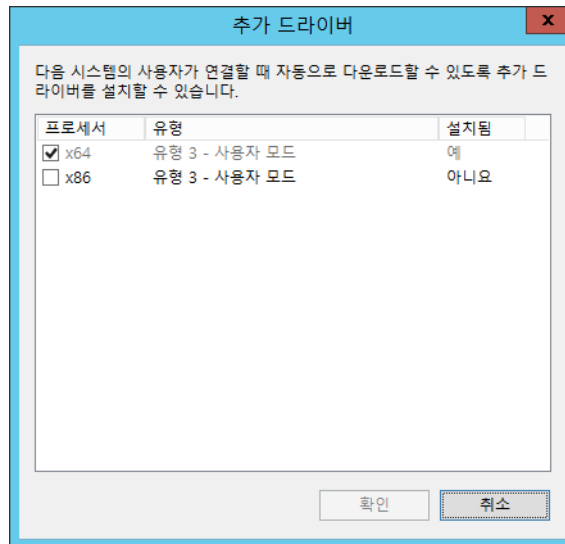 추가 드라이버
x
다음 시스템의 사용자가 연결할 때 자동으로 다운로드할 수 있도록 추가 드
라이버를 설치할 수 있습니다.
프로세서 유형 설치됨
x64 유형 3 - 사용자 모드 예
x86 유형 3 - 사용자 모드 아니요
확인 취소